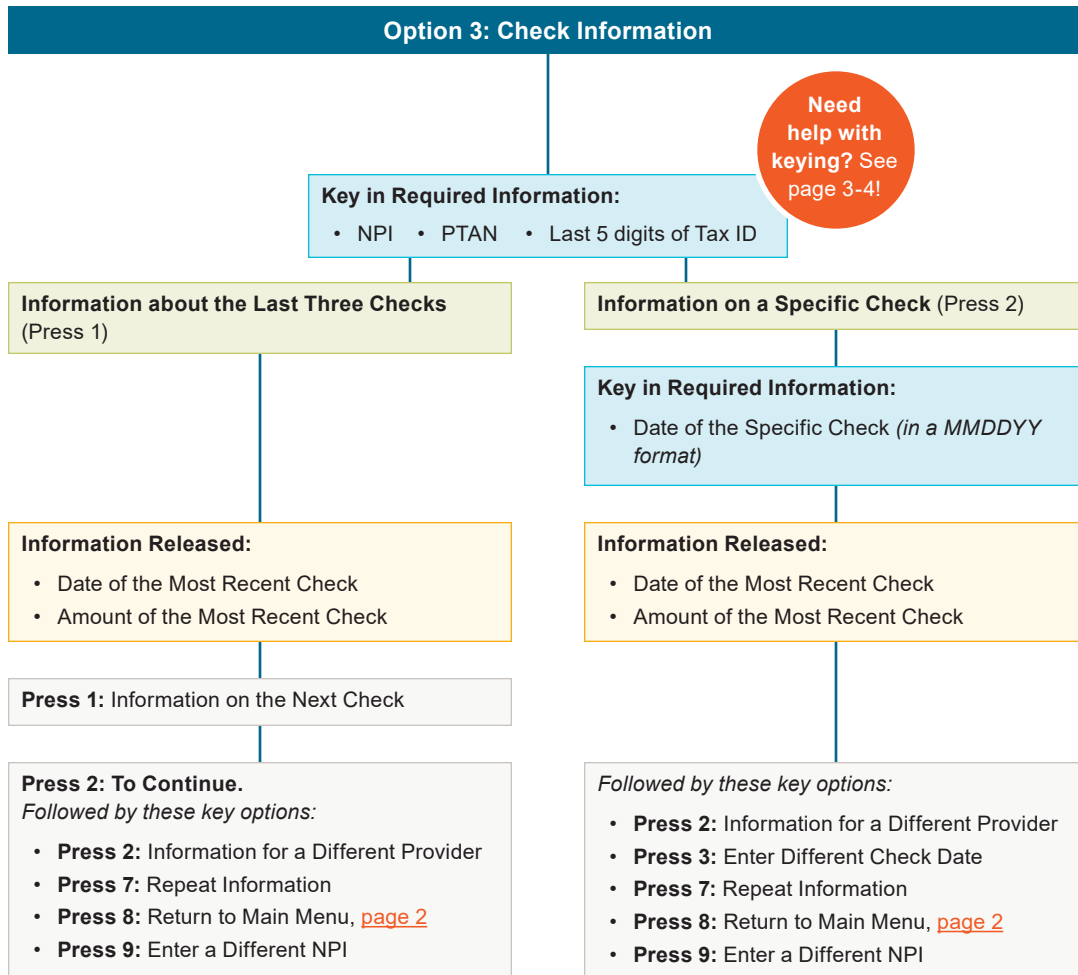 Option 3: Check Information
Need
help with
keying? See
page 3-4!
Key in Required Information:
• NPI • PTAN • Last 5 digits of Tax ID
Information about the Last Three Checks
(Press 1)
Information Released:
• Date of the Most Recent Check
• Amount of the Most Recent Check
Press 1: Information on the Next Check
Press 2: To Continue.
Followed by these key options:
• Press 2: Information for a Different Provider
• Press 7: Repeat Information
• Press 8: Return to Main Menu, page 2
• Press 9: Enter a Different NPI
Information on a Specific Check (Press 2)
Key in Required Information:
• Date of the Specific Check (in a MMDDYY
format)
Information Released:
• Date of the Most Recent Check
• Amount of the Most Recent Check
Followed by these key options:
• Press 2: Information for a Different Provider
• Press 3: Enter Different Check Date
• Press 7: Repeat Information
• Press 8: Return to Main Menu, page 2
• Press 9: Enter a Different NPI